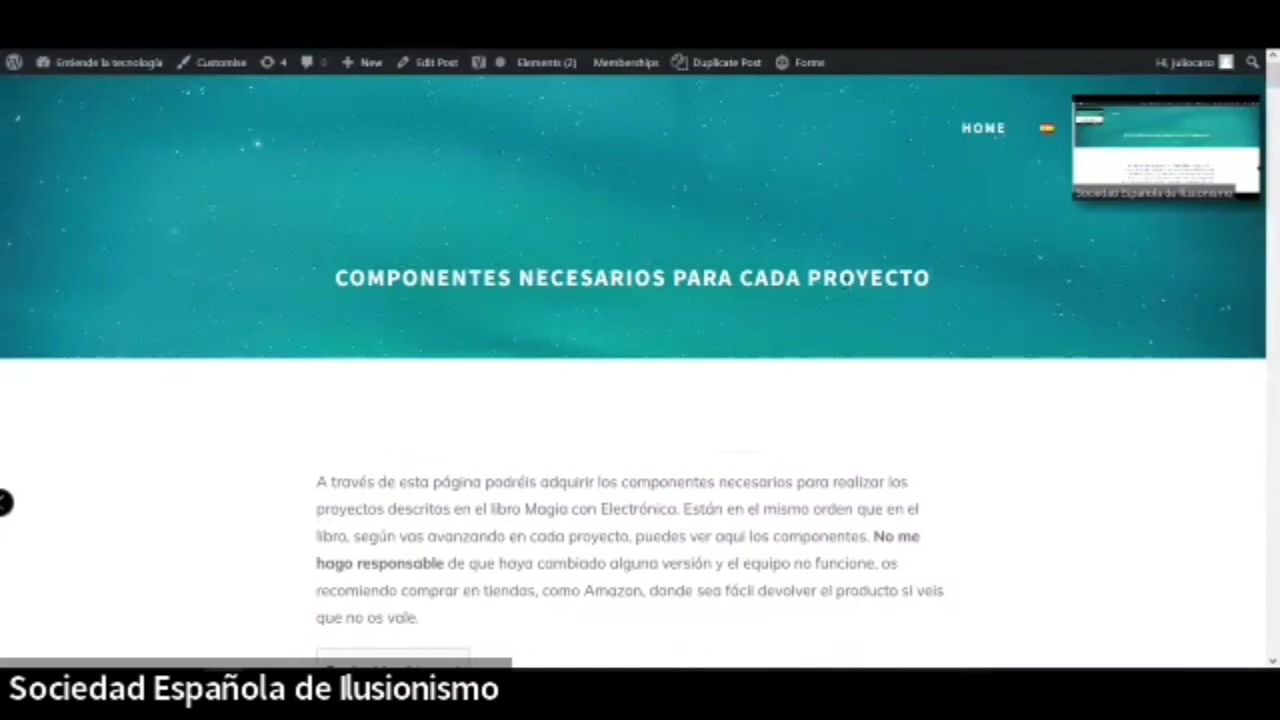 Entiende la tecnología Customise 4 0 New Edit Post Elements (2) Memberships Duplicate Post Forms Hi, juliocaso
HOME
Sociedad Española de Ilusionismo
COMPONENTES NECESARIOS PARA CADA PROYECTO
A través de esta página podréis adquirir los componentes necesarios para realizar los
proyectos descritos en el libro Magia con Electrónica. Están en el mismo orden que en el
libro, según vas avanzando en cada proyecto, puedes ver aquí los componentes. No me
hago responsable de que haya cambiado alguna versión y el equipo no funcione, os
recomiendo comprar en tiendas, como Amazon, donde sea fácil devolver el producto si veis
que no os vale.
Sociedad Española de Ilusionismo